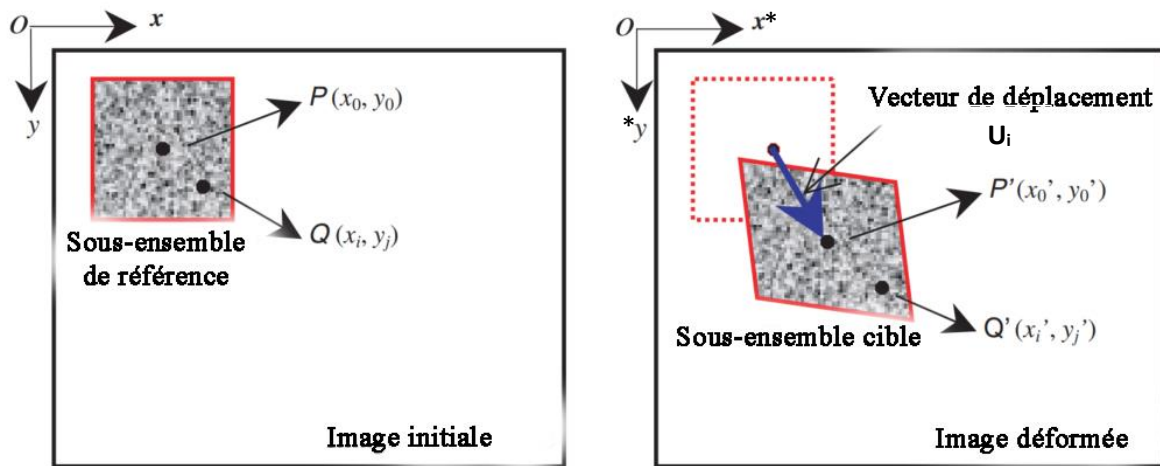 O x
y
P (x₀, y₀)
Q (xᵢ, yⱼ)
Sous-ensemble
de référence
Image initiale
O x*
*y
Vecteur de déplacement
Uᵢ
P' (x₀', y₀')
Q' (xᵢ', yⱼ')
Sous-ensemble cible
Image déformée